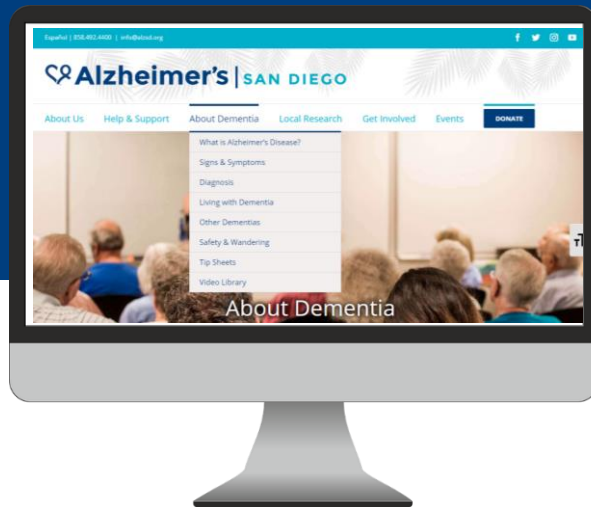 Español | 858.492.4400 | info@alzsd.org
Alzheimer's | SAN DIEGO
About Us Help & Support About Dementia Local Research Get Involved Events DONATE
What is Alzheimer's Disease?
Signs & Symptoms
Diagnosis
Living with Dementia
Other Dementias
Safety & Wandering
Tip Sheets
Video Library
About Dementia